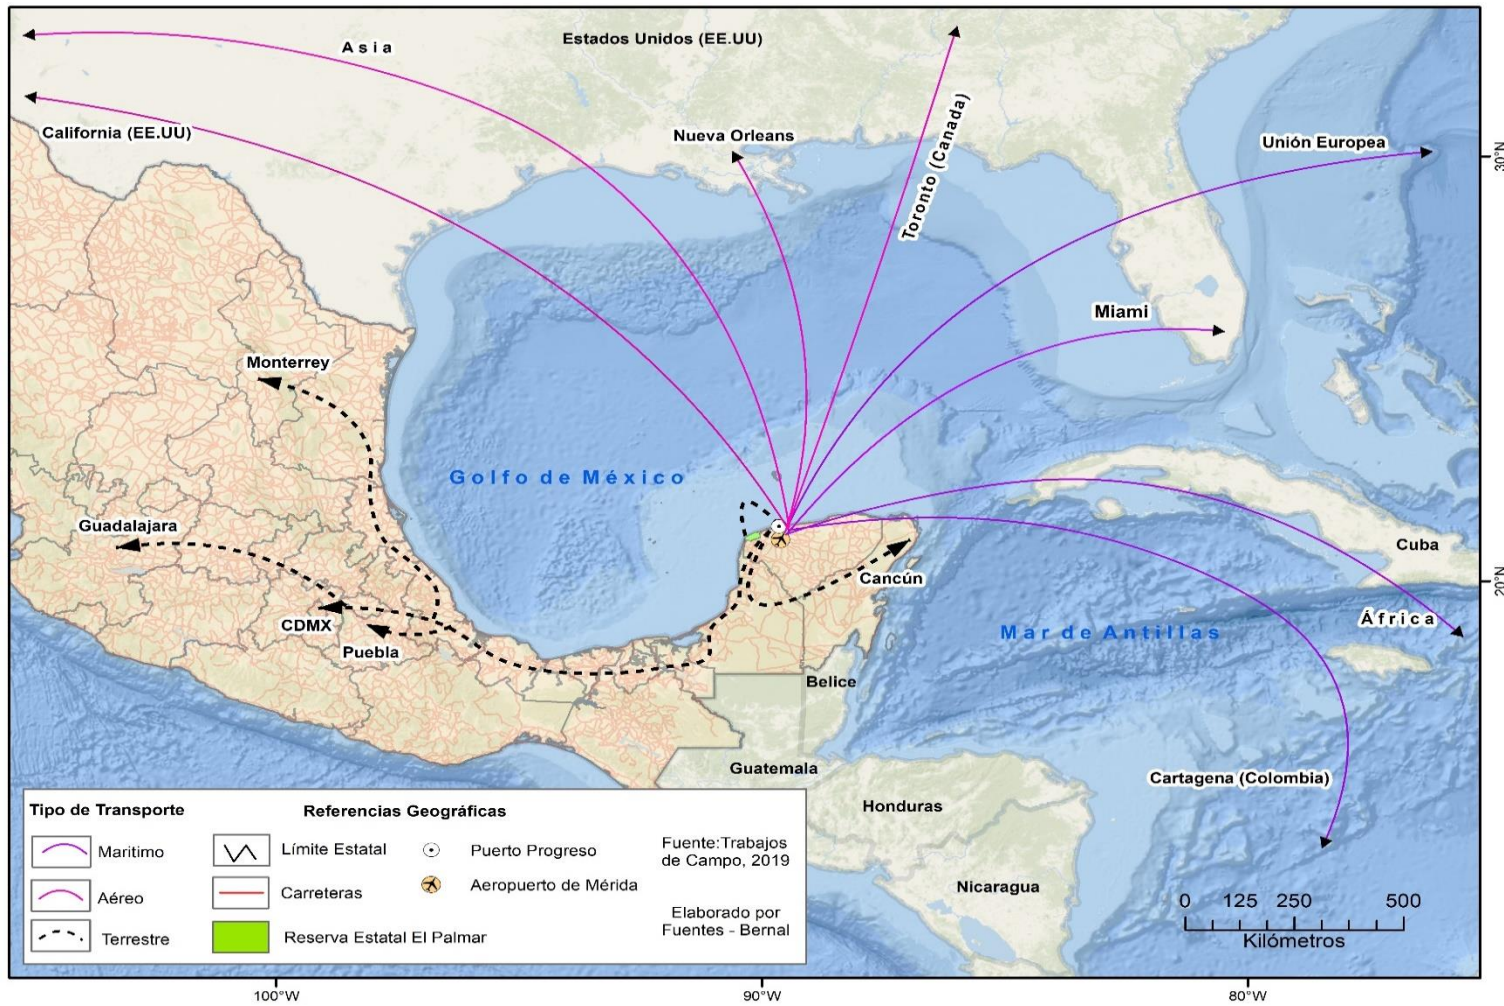 Asia
Estados Unidos (EE.UU)
California (EE.UU)
Nueva Orleans
Toronto (Canada)
Unión Europea
30°N
Miami
Monterrey
Golfo de México
Guadalajara
Cuba
Cancún
20°N
CDMX
África
Mar de Antillas
Puebla
Belice
Guatemala
Cartagena (Colombia)
Honduras
Nicaragua
Tipo de Transporte
Maritimo
Aéreo
Terrestre
Referencias Geográficas
Límite Estatal
Carreteras
Reserva Estatal El Palmar
Puerto Progreso
Aeropuerto de Mérida
Fuente:Trabajos
de Campo, 2019
Elaborado por
Fuentes - Bernal
0 125 250 500
Kilómetros
100°W 90°W 80°W